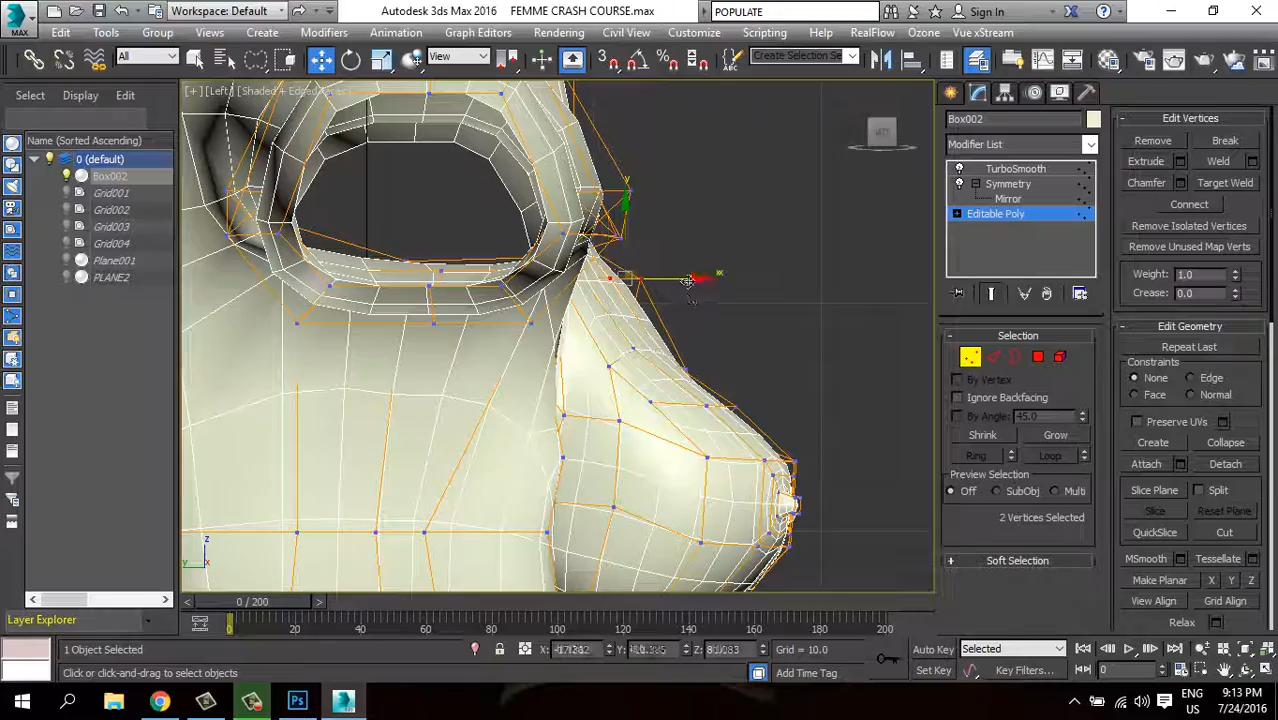 MAX
Workspace: Default
Autodesk 3ds Max 2016
FEMME CRASH COURSE.max
POPULATE
Sign In
Edit
Tools
Group
Views
Create
Modifiers
Animation
Graph Editors
Rendering
Civil View
Customize
Scripting
Help
RealFlow
Ozone
View Xstream
All
View
Create Selection Se
Select
Display
Edit
Name (Sorted Ascending)
0 (default)
Box002
Grid001
Grid002
Grid003
Grid004
Plane001
PLANE2
Layer Explorer
[+] [Left] [Shaded + Edged
LEFT
y
x
z
y
x
Box002
Modifier List
TurboSmooth
Symmetry
Mirror
Editable Poly
Selection
By Vertex
Ignore Backfacing
By Angle: 45.0
Shrink
Grow
Ring
Loop
Preview Selection
Off
SubObj
Multi
2 Vertices Selected
Soft Selection
Edit Vertices
Remove
Break
Extrude
Weld
Chamfer
Target Weld
Connect
Remove Isolated Vertices
Remove Unused Map Verts
Weight: 1.0
Crease: 0.0
Edit Geometry
Repeat Last
Constraints
None
Edge
Face
Normal
Preserve UVs
Create
Collapse
Attach
Detach
Slice Plane
Split
Slice
Reset Plane
QuickSlice
Cut
MSmooth
Tessellate
Make Planar
X
Y
Z
View Align
Grid Align
Relax
0 / 200
0 20 40 60 80 100 120 140 160 180 200
1 Object Selected
X:
Y:
Z:
Grid = 10.0
Auto Key
Selected
Click or click-and-drag to select objects
Add Time Tag
Set Key
Key Filters...
0
ENG
US
9:13 PM
7/24/2016